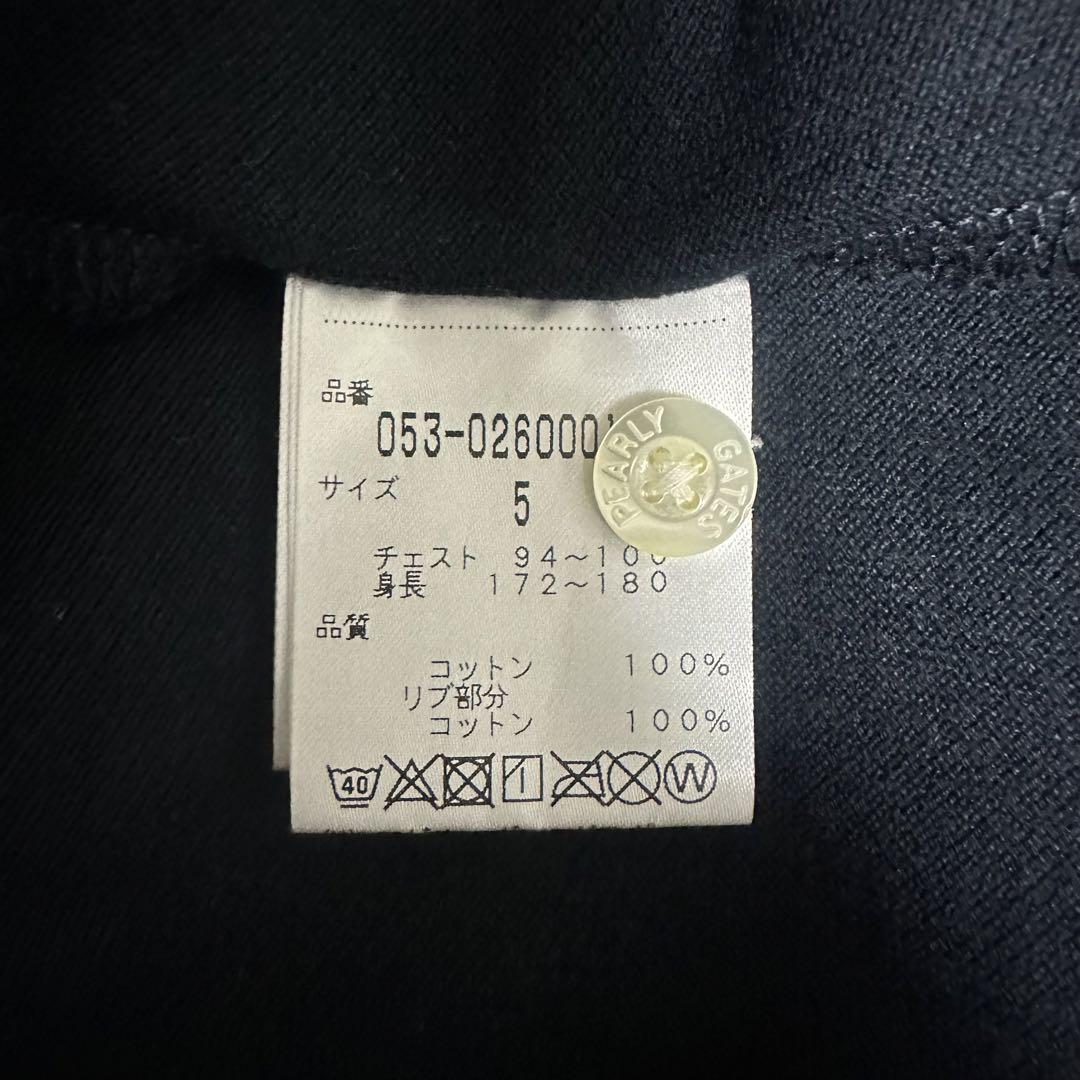 品番
053-026000
PEARLY GATES
サイズ
5
チェスト 94～100
身長 172～180
品質
コットン 100%
リブ部分
コットン 100%
40
W